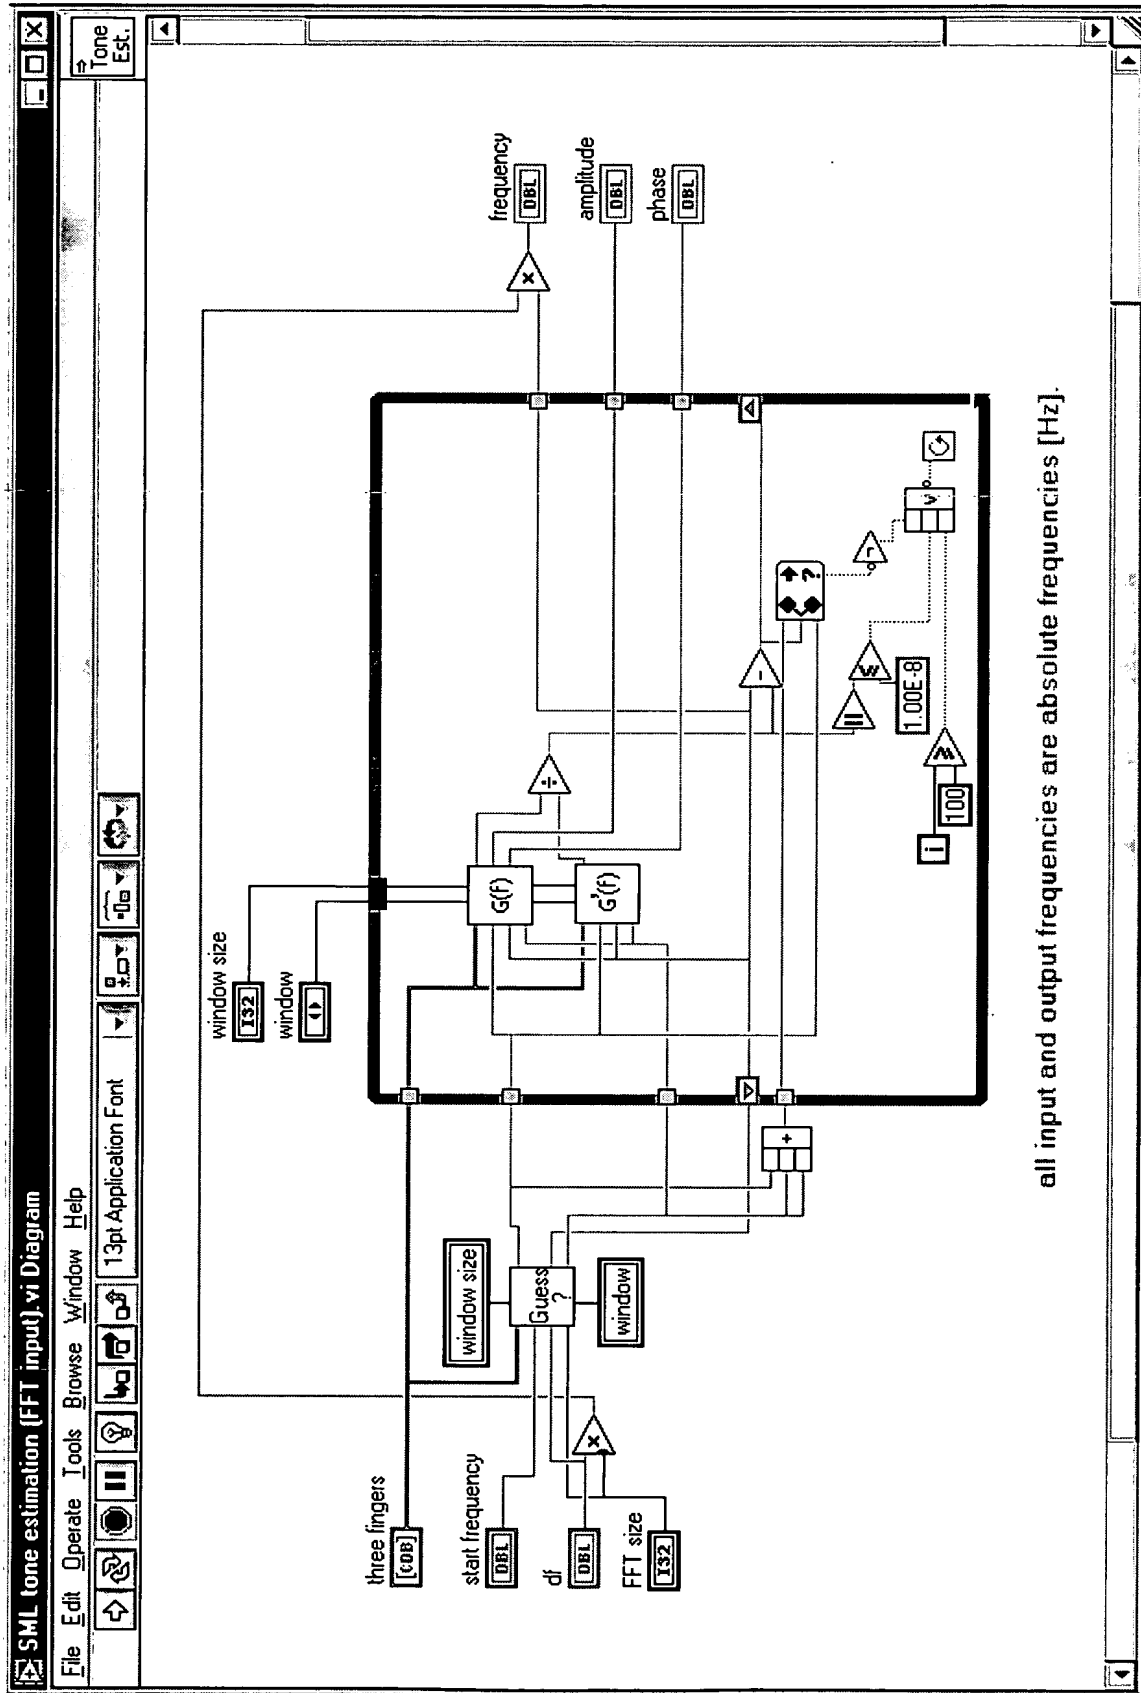 SML tone estimation (FFT input).vi Diagram
File Edit Operate Tools Browse Window Help
13pt Application Font
Tone
Est.
window size
I32
window
three fingers
[CDB]
start frequency
DBL
df
DBL
FFT size
I32
×
window size
Guess
?
window
+
G(f)
G'(f)
÷
-
?
1.00E-8
i
100
×
frequency
DBL
amplitude
DBL
phase
DBL
all input and output frequencies are absolute frequencies [Hz].